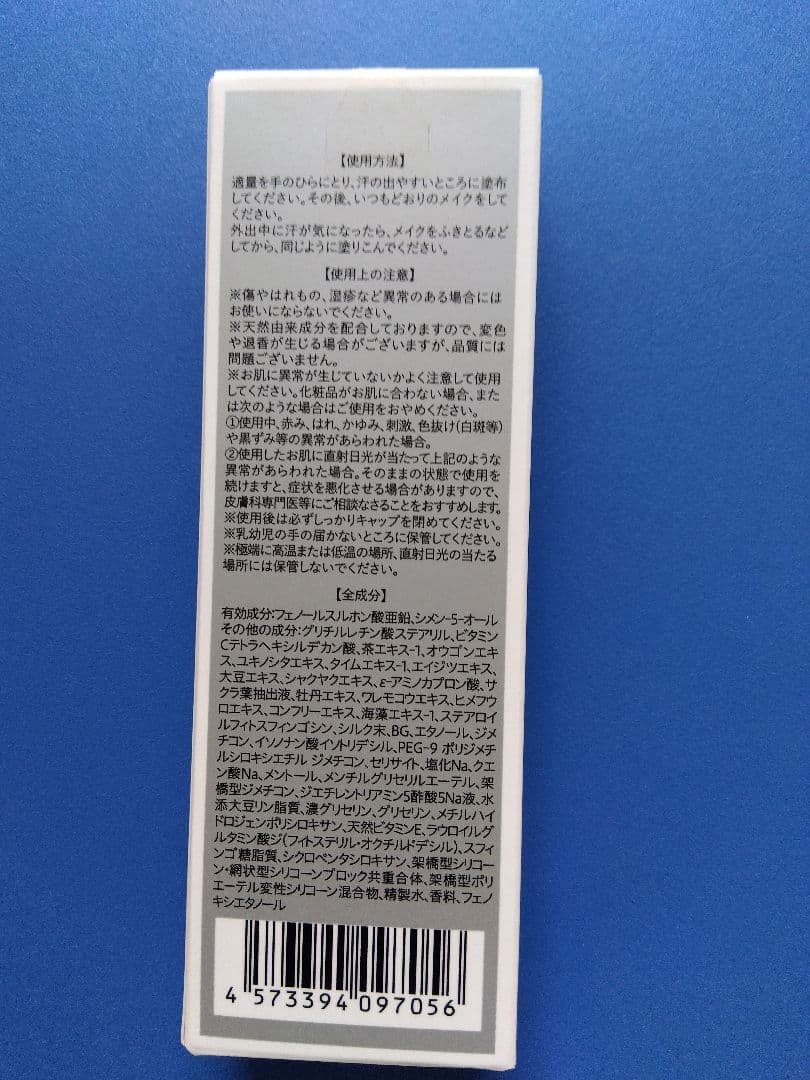 【使用方法】
適量を手のひらにとり、汗の出やすいところに塗布
してください。その後、いつもどおりのメイクをして
ください。
外出中に汗が気になったら、メイクをふきとるなど
してから、同じように塗りこんでください。
【使用上の注意】
※傷やはれもの、湿疹など異常のある場合には
お使いにならないでください。
※天然由来成分を配合しておりますので、変色
や退香が生じる場合がございますが、品質には
問題ございません。
※お肌に異常が生じていないかよく注意して使用
してください。化粧品がお肌に合わない場合、また
は次のような場合はご使用をおやめください。
①使用中、赤み、はれ、かゆみ、刺激、色抜け(白斑等)
や黒ずみ等の異常があらわれた場合。
②使用したお肌に直射日光が当たって上記のような
異常があらわれた場合。そのままの状態で使用を
続けますと、症状を悪化させる場合がありますので、
皮膚科専門医等にご相談なさることをおすすめします。
※使用後は必ずしっかりキャップを閉めてください。
※乳幼児の手の届かないところに保管してください。
※極端に高温または低温の場所、直射日光の当たる
場所には保管しないでください。
【全成分】
有効成分:フェノールスルホン酸亜鉛、シメン-5-オール
その他の成分:グリチルレチン酸ステアリル、ビタミン
Cテトラヘキシルデカン酸、茶エキス-1、オウゴンエキ
ス、ユキノシタエキス、タイムエキス-1、エイジツエキス、
大豆エキス、シャクヤクエキス、ε-アミノカプロン酸、サ
クラ葉抽出液、牡丹エキス、ワレモコウエキス、ヒメフウ
ロエキス、コンフリーエキス、海藻エキス-1、ステアロイ
ルフィトスフィンゴシン、シルク末、BG、エタノール、ジメ
チコン、イソノナン酸イソトリデシル、PEG-9 ポリジメチ
ルシロキシエチル ジメチコン、セリサイト、塩化Na、クエ
ン酸Na、メントール、メンチルグリセリルエーテル、架
橋型ジメチコン、ジエチレントリアミン5酢酸5Na液、水
添大豆リン脂質、濃グリセリン、グリセリン、メチルハイ
ドロジェンポリシロキサン、天然ビタミンE、ラウロイルグ
ルタミン酸ジ(フィトステリル・オクチルドデシル)、スフィ
ンゴ糖脂質、シクロペンタシロキサン、架橋型シリコー
ン・網状型シリコーンブロック共重合体、架橋型ポリ
エーテル変性シリコーン混合物、精製水、香料、フェノ
キシエタノール
4 573394 097056